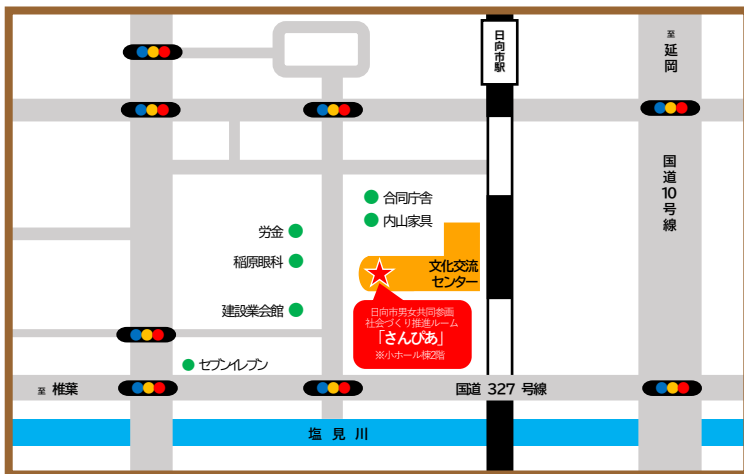 日向市駅
至
延岡
国道10号線
合同庁舎
内山家具
労金
稲原眼科
文化交流
センター
建設業会館
日向市男女共同参画
社会づくり推進ルーム
「さんぴあ」
※小ホール棟2階
セブンイレブン
至 椎葉
国道 327 号線
塩 見 川